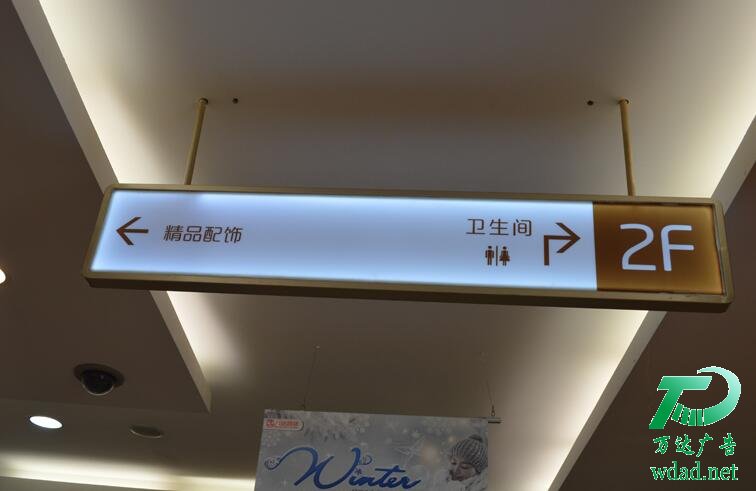 精品配饰
卫生间
2F
Winter
万达广告
wdad.net